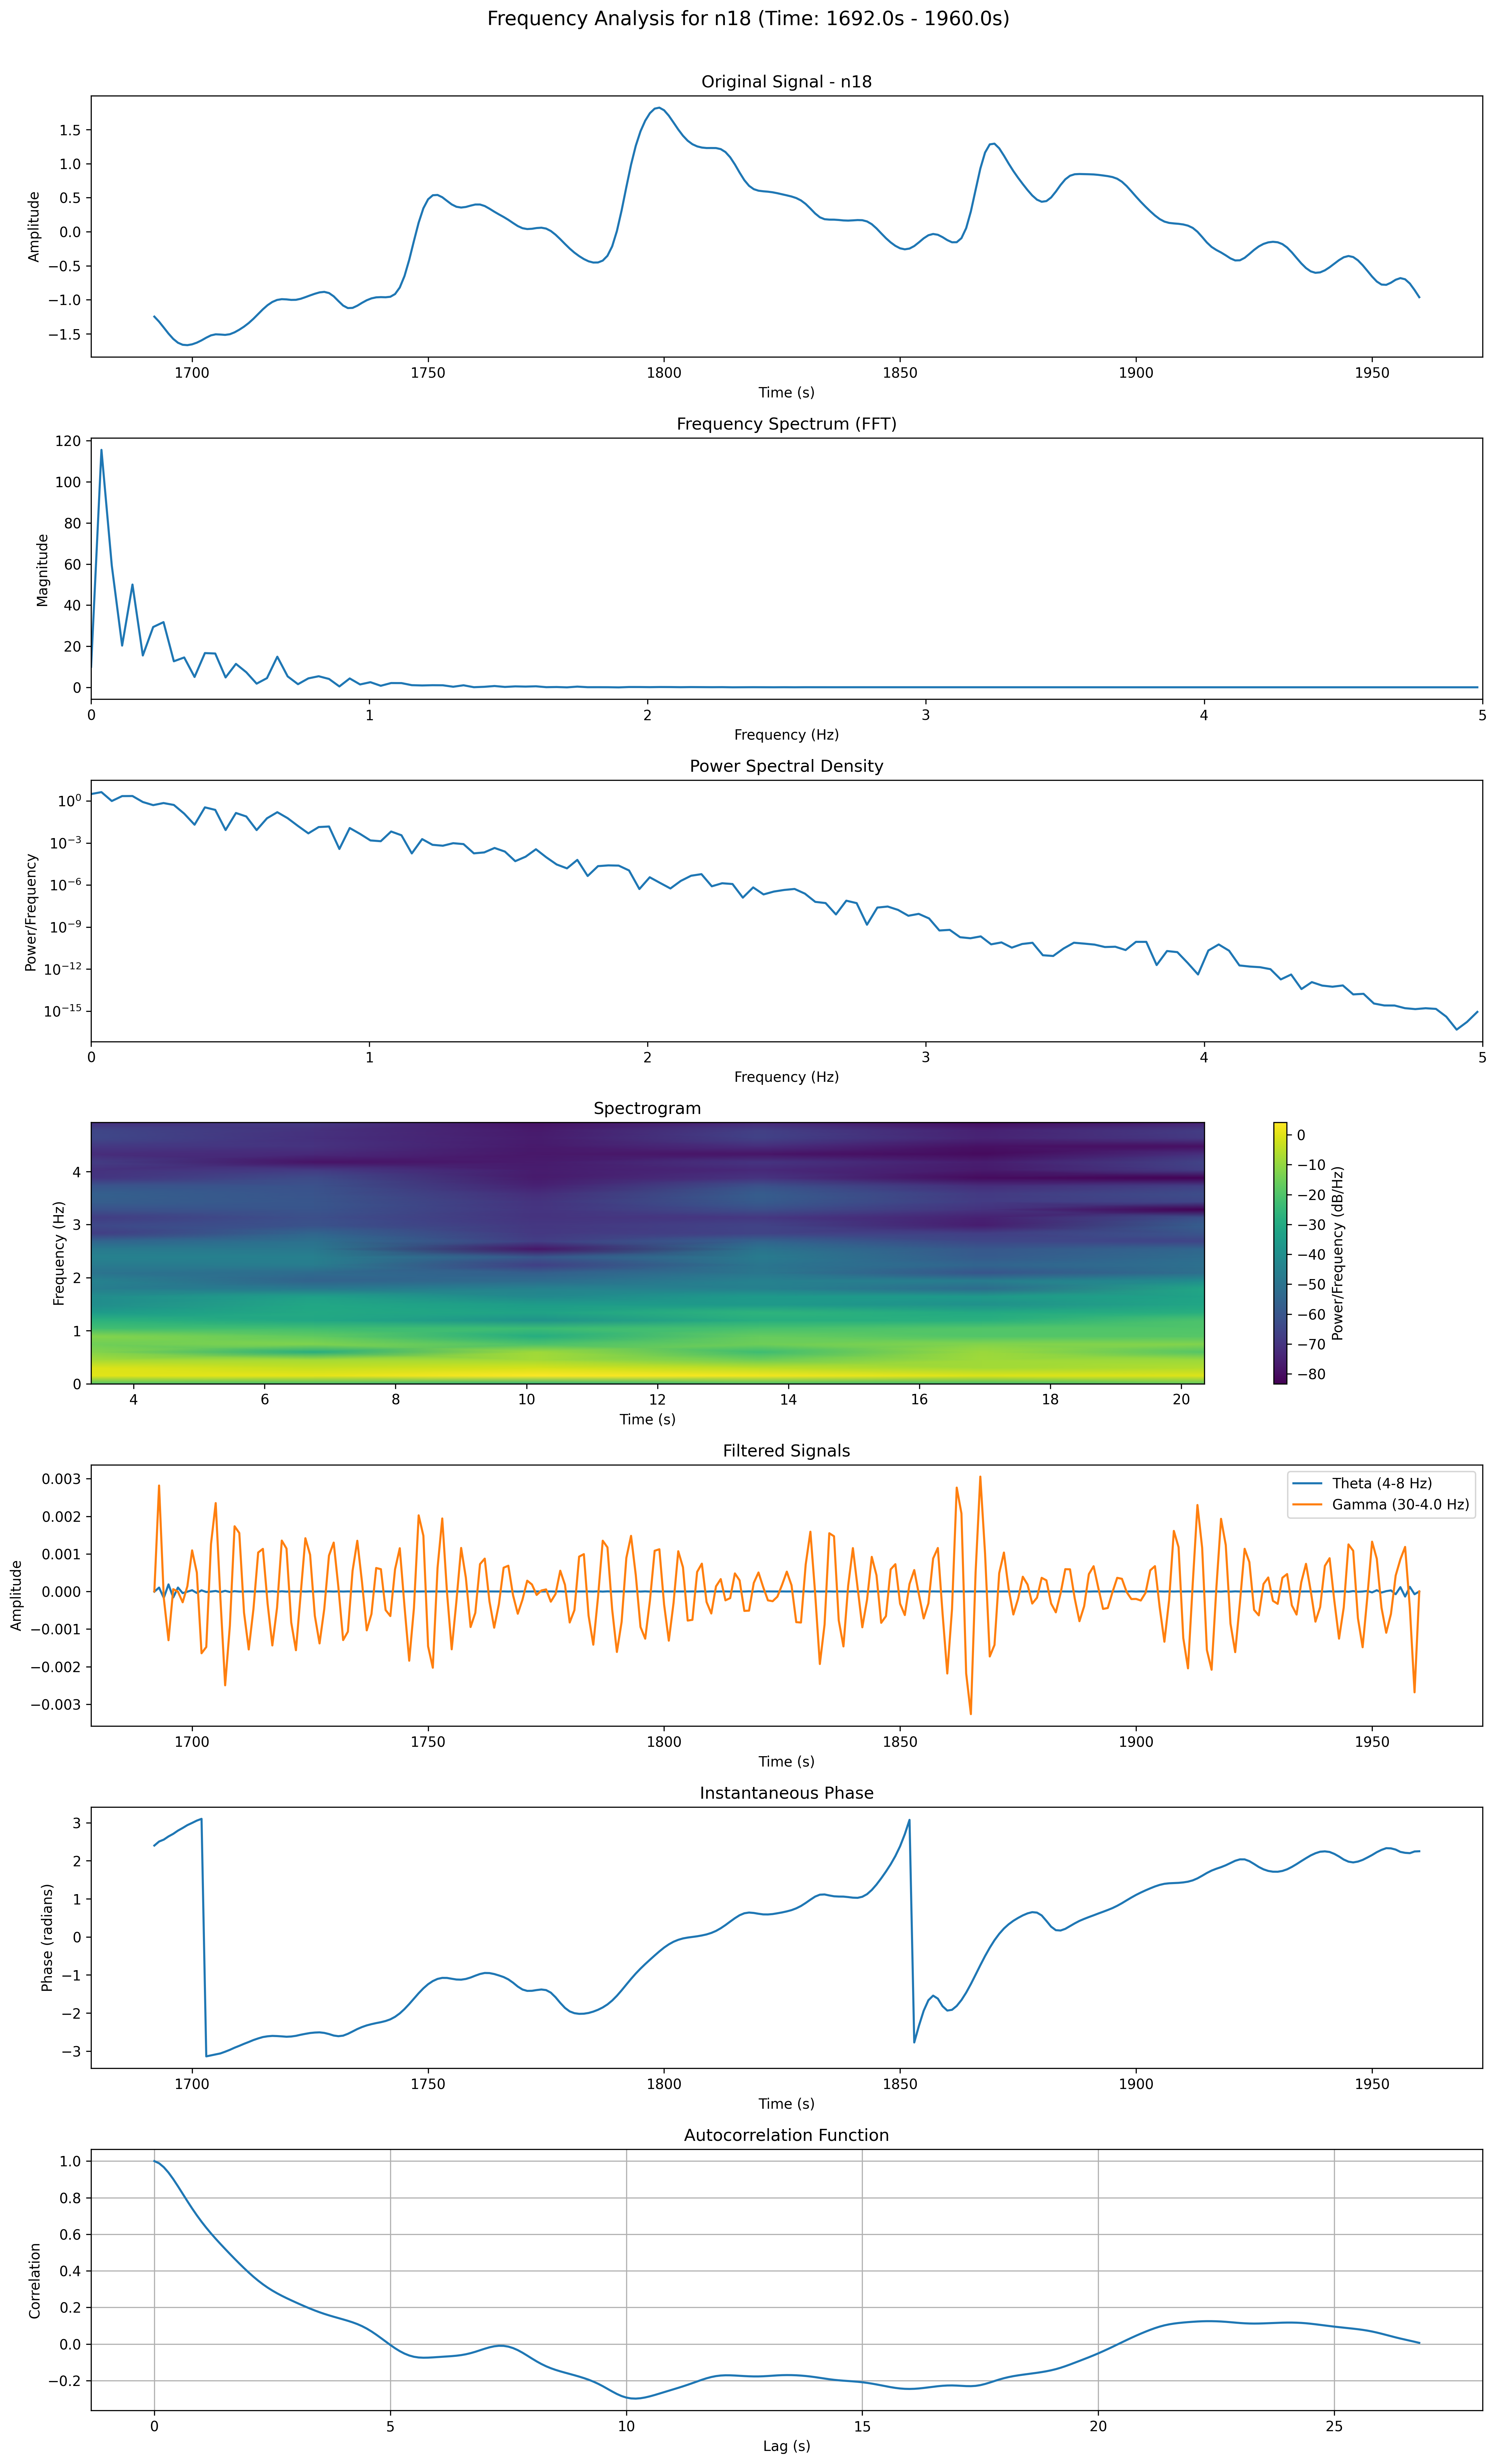 Frequency Analysis for n18 (Time: 1692.0s - 1960.0s)
Original Signal - n18
1.5
1.0
0.5
0.0
−0.5
−1.0
−1.5
Amplitude
1700 1750 1800 1850 1900 1950
Time (s)
Frequency Spectrum (FFT)
120
100
80
60
40
20
0
Magnitude
0 1 2 3 4 5
Frequency (Hz)
Power Spectral Density
10⁰
10⁻³
10⁻⁶
10⁻⁹
10⁻¹²
10⁻¹⁵
Power/Frequency
0 1 2 3 4 5
Frequency (Hz)
Spectrogram
4
3
2
1
0
Frequency (Hz)
4 6 8 10 12 14 16 18 20
Time (s)
0
−10
−20
−30
−40
−50
−60
−70
−80
Power/Frequency (dB/Hz)
Filtered Signals
0.003
0.002
0.001
0.000
−0.001
−0.002
−0.003
Amplitude
Theta (4-8 Hz)
Gamma (30-4.0 Hz)
1700 1750 1800 1850 1900 1950
Time (s)
Instantaneous Phase
3
2
1
0
−1
−2
−3
Phase (radians)
1700 1750 1800 1850 1900 1950
Time (s)
Autocorrelation Function
1.0
0.8
0.6
0.4
0.2
0.0
−0.2
Correlation
0 5 10 15 20 25
Lag (s)